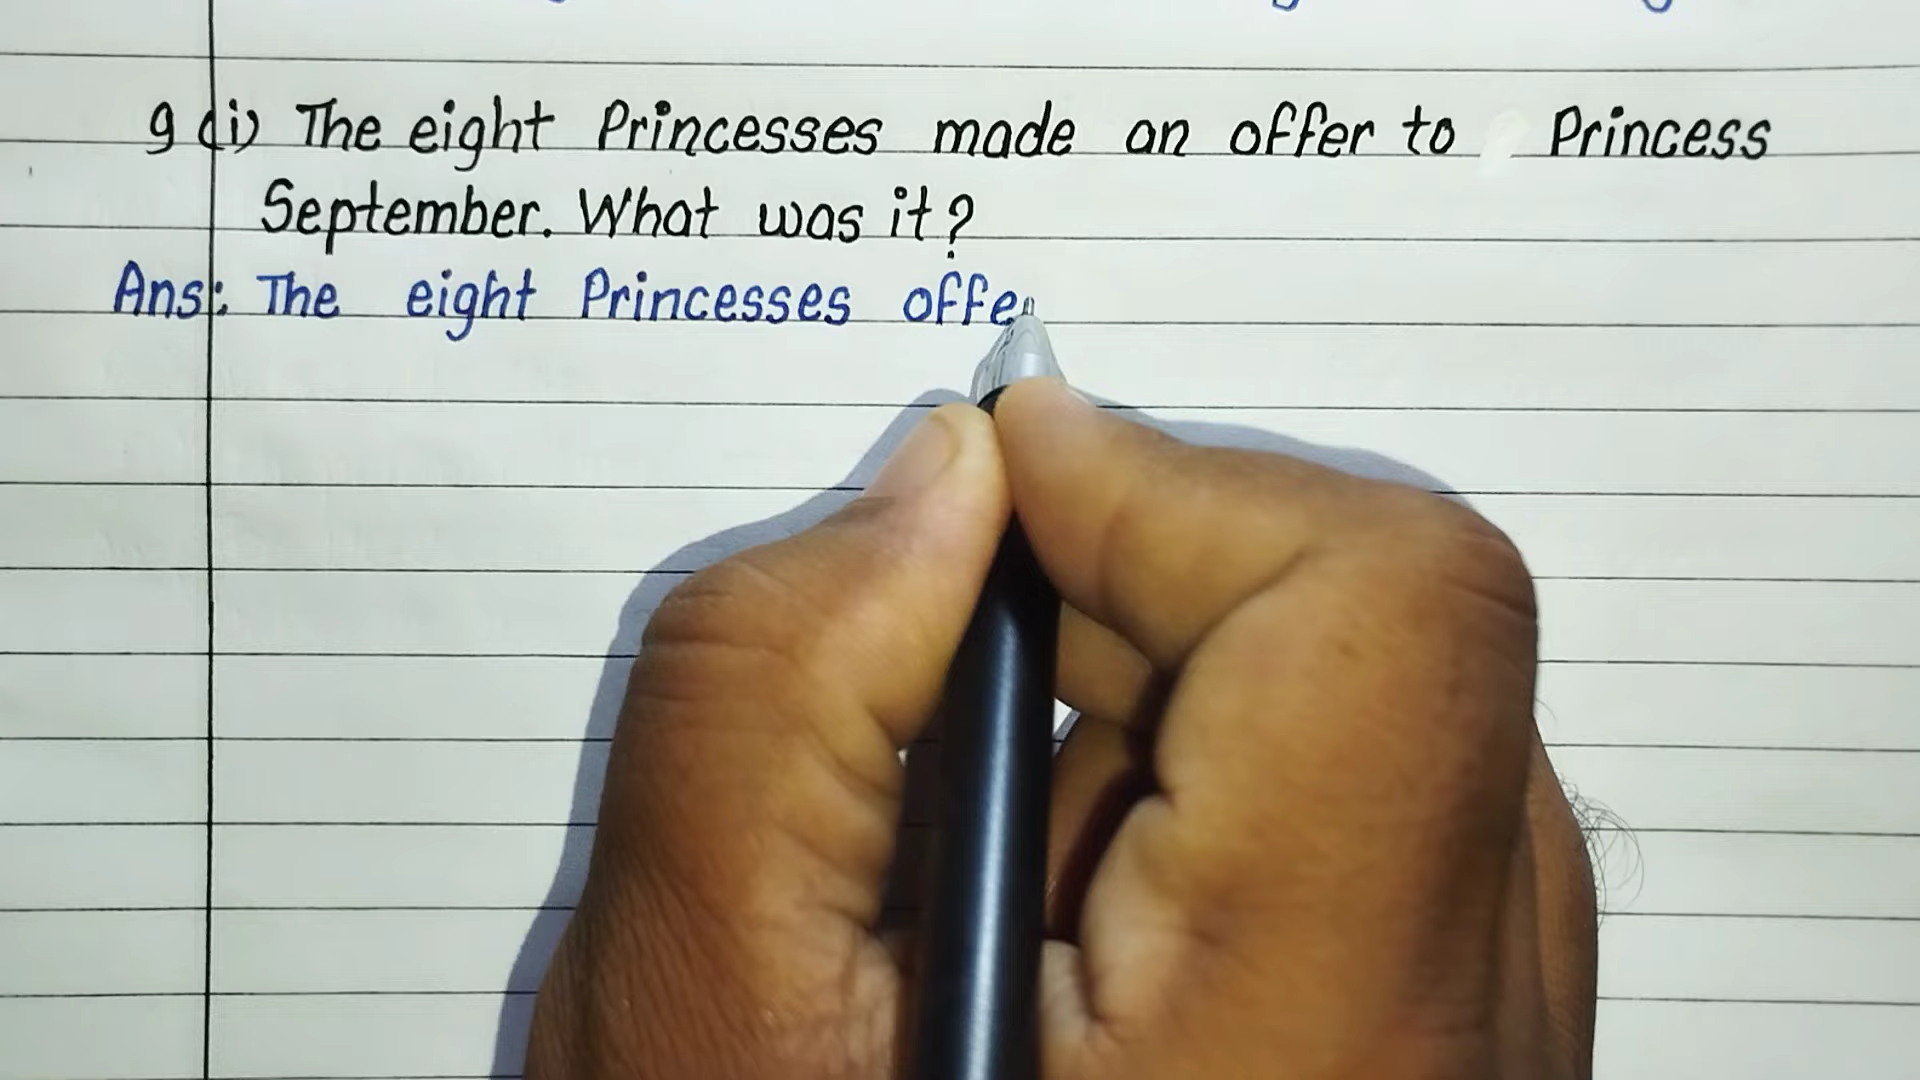 9 (i) The eight Princesses made an offer to Princess
September. What was it?
Ans: The eight Princesses offe